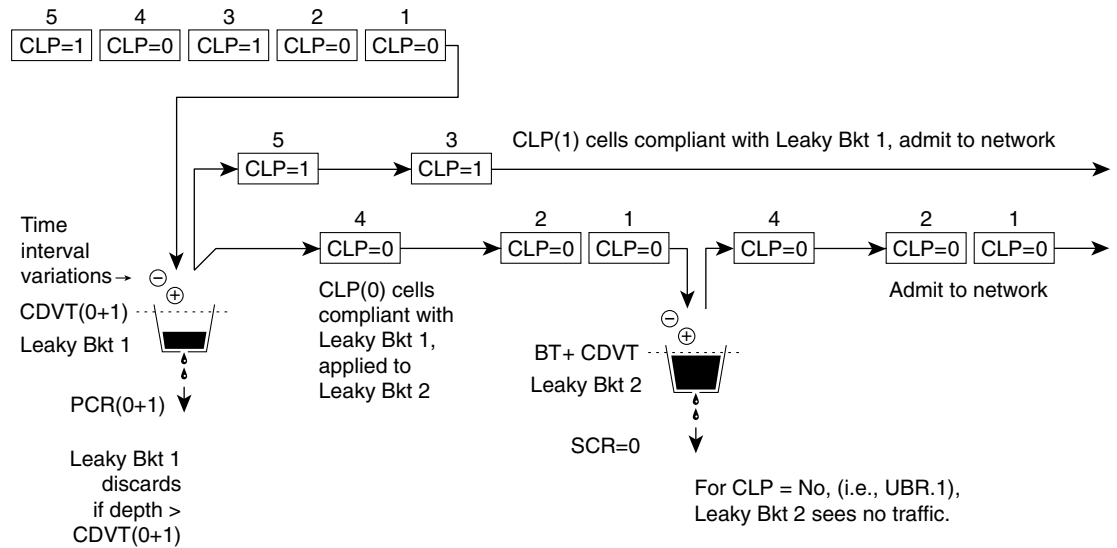 5 4 3 2 1
CLP=1 CLP=0 CLP=1 CLP=0 CLP=0
5 3
CLP=1 CLP=1
CLP(1) cells compliant with Leaky Bkt 1, admit to network
4 2 1 4 2 1
CLP=0 CLP=0 CLP=0 CLP=0 CLP=0 CLP=0
Time
interval
variations→
− +
CDVT(0+1)
Leaky Bkt 1
PCR(0+1)
Leaky Bkt 1
discards
if depth >
CDVT(0+1)
CLP(0) cells
compliant with
Leaky Bkt 1,
applied to
Leaky Bkt 2
Admit to network
− +
BT+ CDVT
Leaky Bkt 2
SCR=0
For CLP = No, (i.e., UBR.1),
Leaky Bkt 2 sees no traffic.